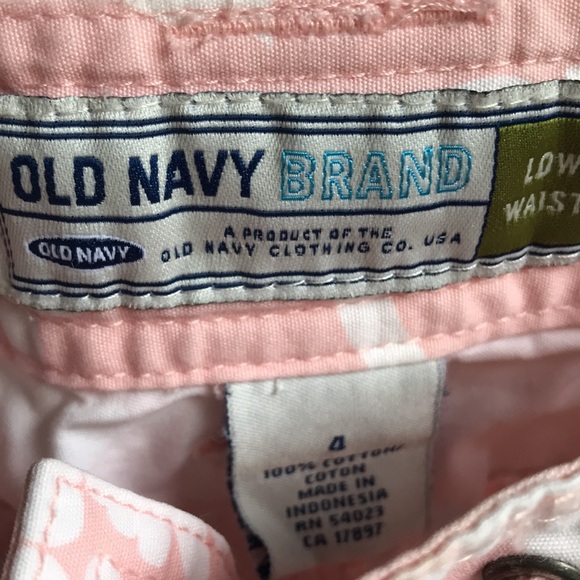 OLD NAVY BRAND
OLD NAVY
A PRODUCT OF THE
OLD NAVY CLOTHING CO. USA
LOW
WAIST
4
100% COTTON/
COTON
MADE IN
INDONESIA
RN 54023
CA 17897